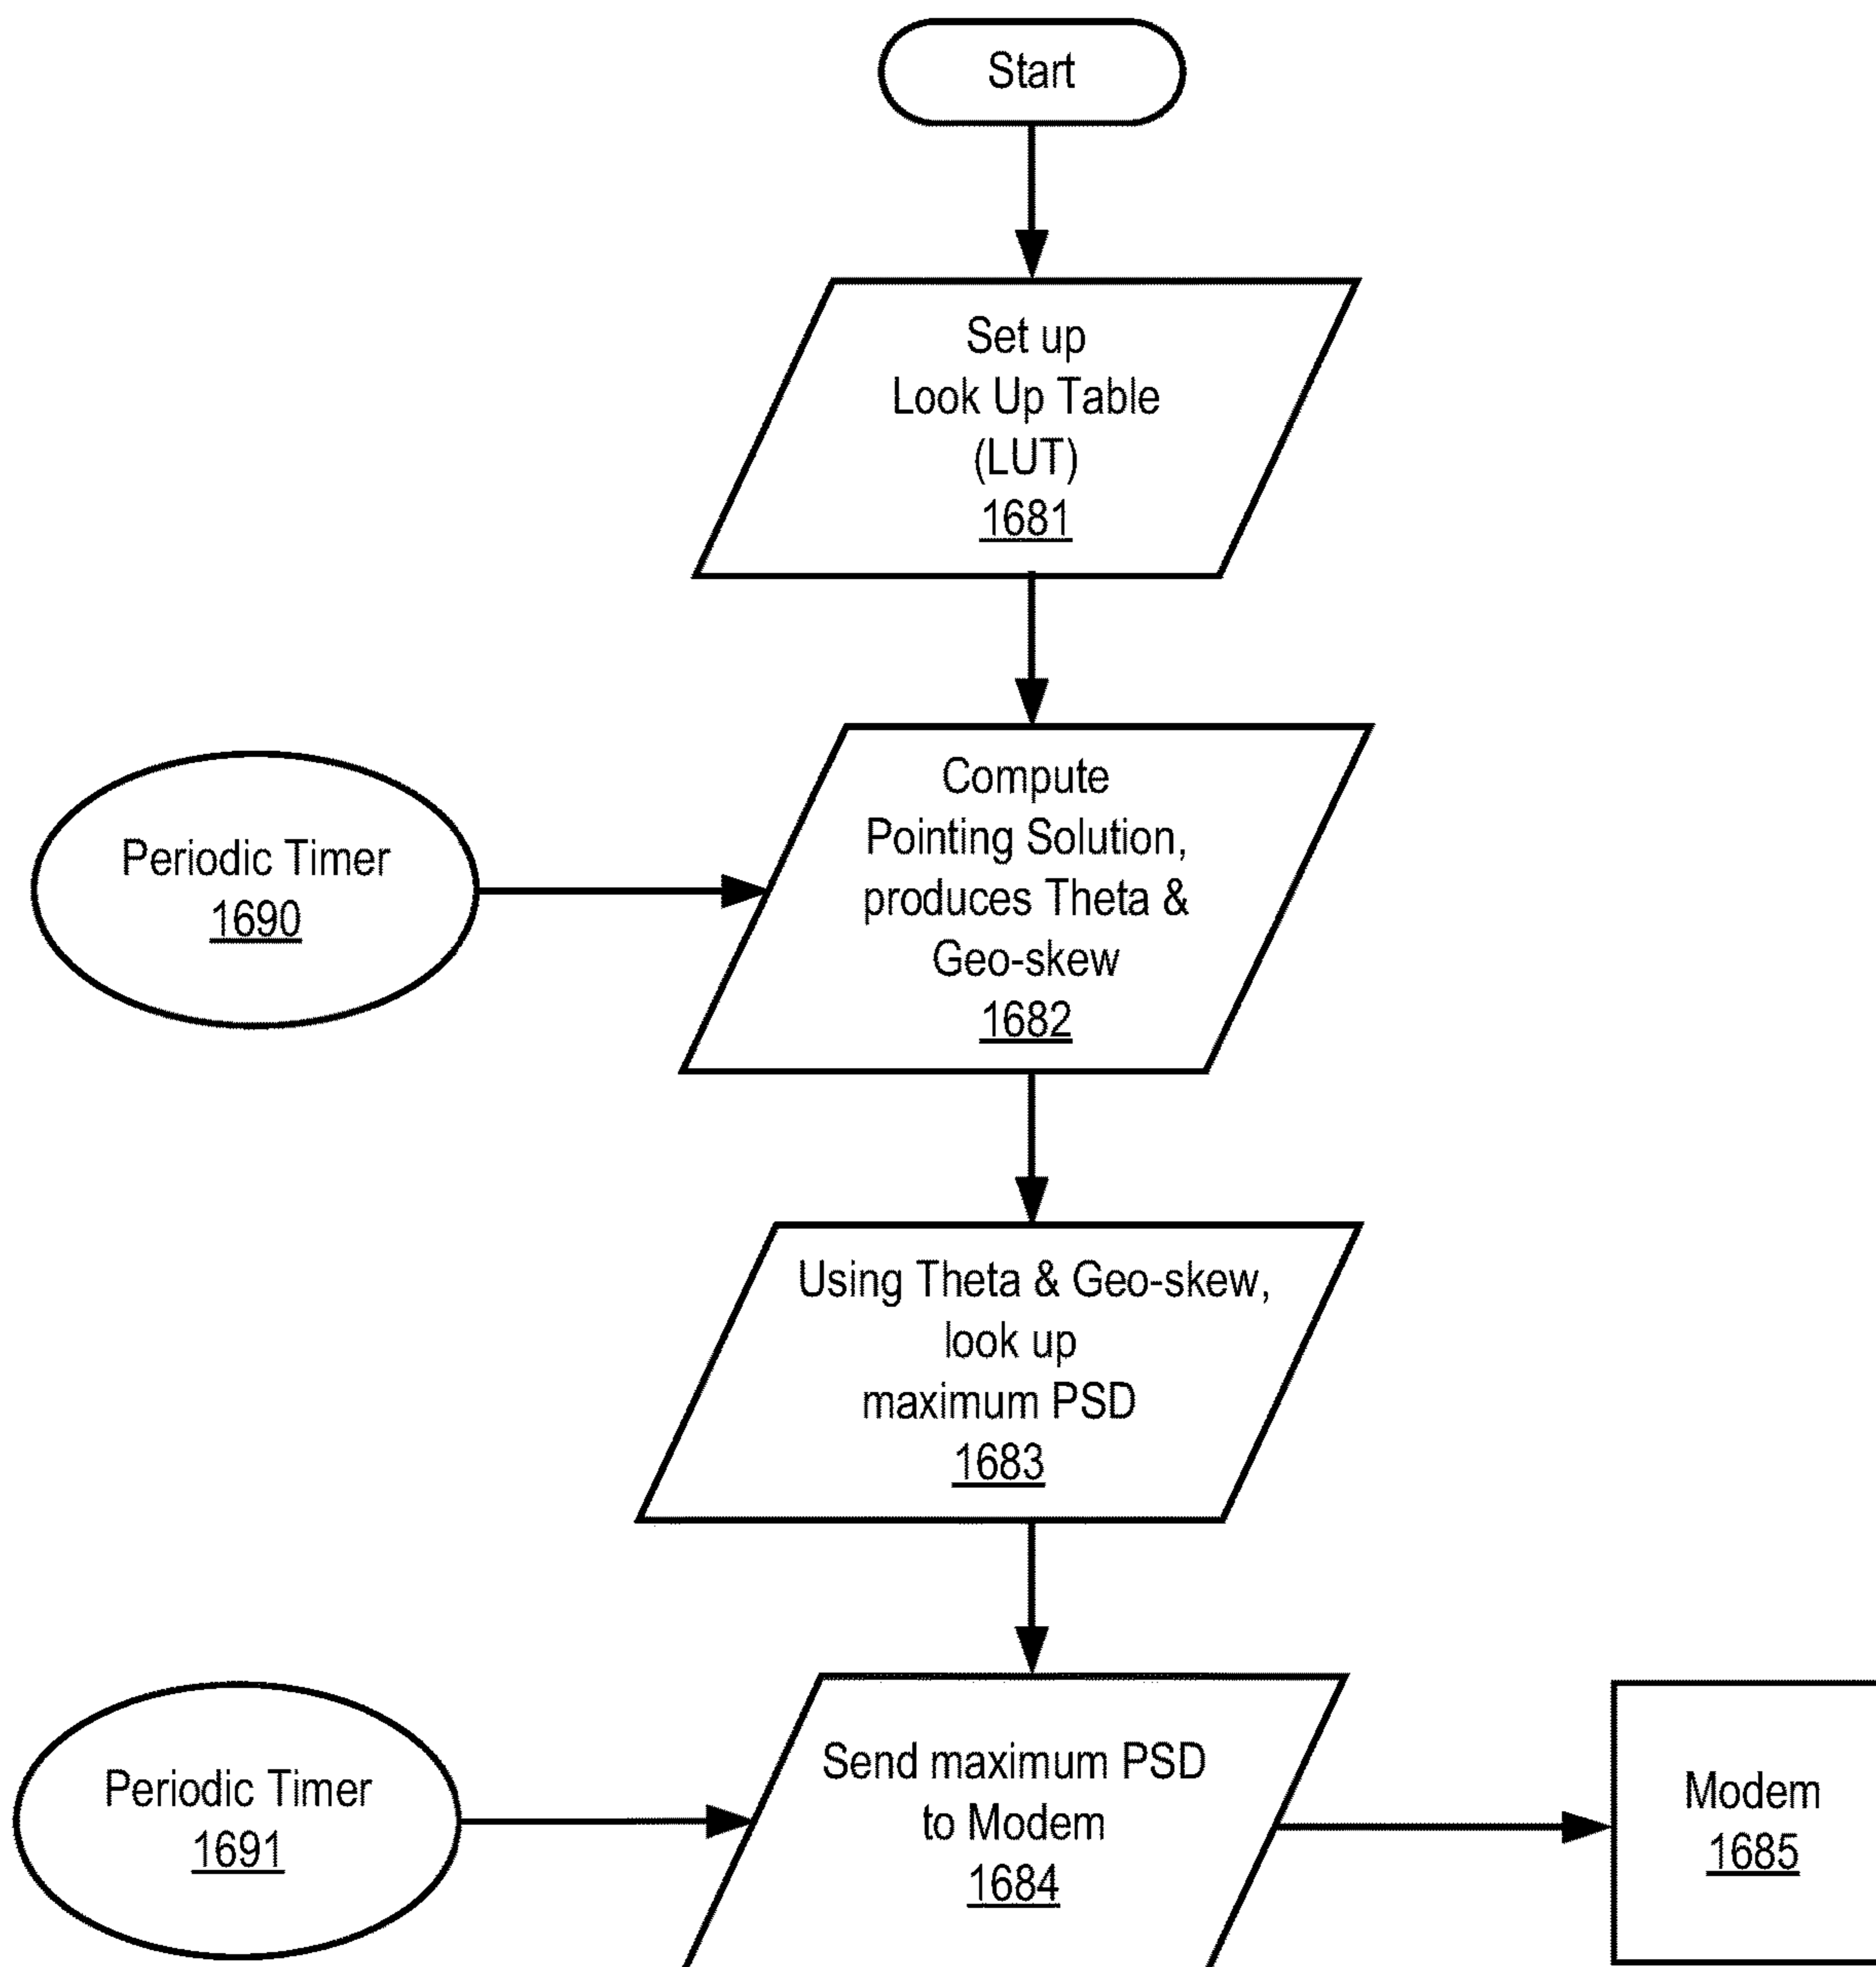 Start
Set up
Look Up Table
(LUT)
1681
Compute
Pointing Solution,
produces Theta &
Geo-skew
1682
Periodic Timer
1690
Using Theta & Geo-skew,
look up
maximum PSD
1683
Send maximum PSD
to Modem
1684
Periodic Timer
1691
Modem
1685